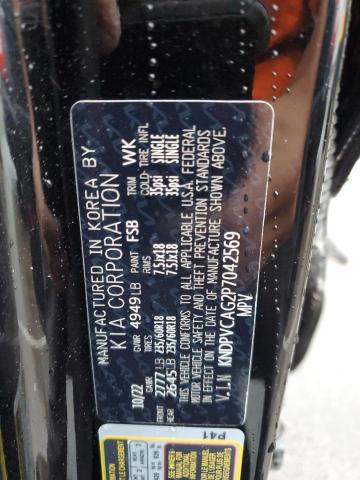 MANUFACTURED IN KOREA BY
KIA CORPORATION
10/22 GVWR 4949LB PAINT FSB TRIM WK
GAWR TIRES RIMS COLD-TIRE INFL
FRT 2777LB 235/60R18 7.5Jx18 35psi SINGLE
REAR 2645LB 235/60R18 7.5Jx18 35psi SINGLE
THIS VEHICLE CONFORMS TO ALL APPLICABLE U.S.A. FEDERAL
MOTOR VEHICLE SAFETY AND THEFT PREVENTION STANDARDS
IN EFFECT ON THE DATE OF MANUFACTURE SHOWN ABOVE.
V.I.N KNDPYCAG2P7042569
MPV
P41